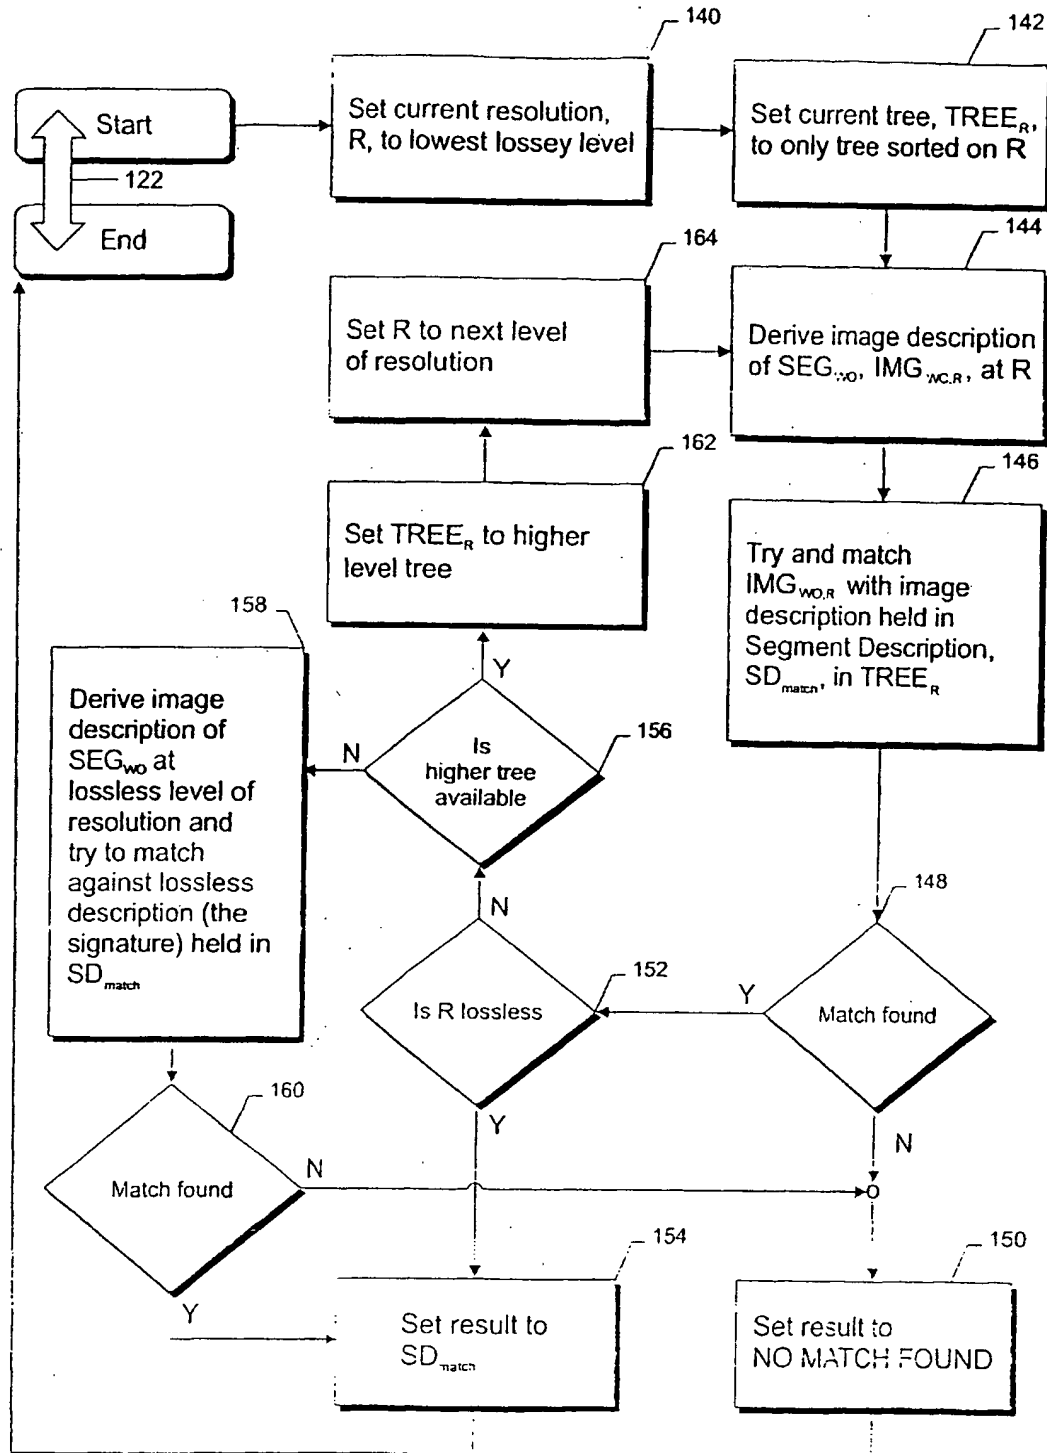 140
142
Start
Set current resolution,
R, to lowest lossey level
Set current tree, TREE_R,
to only tree sorted on R
122
End
164
144
Set R to next level
of resolution
Derive image description
of SEG_WO, IMG_WC,R, at R
162
146
Set TREE_R to higher
level tree
Try and match
IMG_WO,R with image
description held in
Segment Description,
SD_match, in TREE_R
158
Derive image
description of
SEG_WO at
lossless level of
resolution and
try to match
against lossless
description (the
signature) held in
SD_match
Y
N
Is
higher tree
available
156
148
N
152
Is R lossless
Y
Match found
160
Y
N
Match found
N
154
150
Y
Set result to
SD_match
Set result to
NO MATCH FOUND